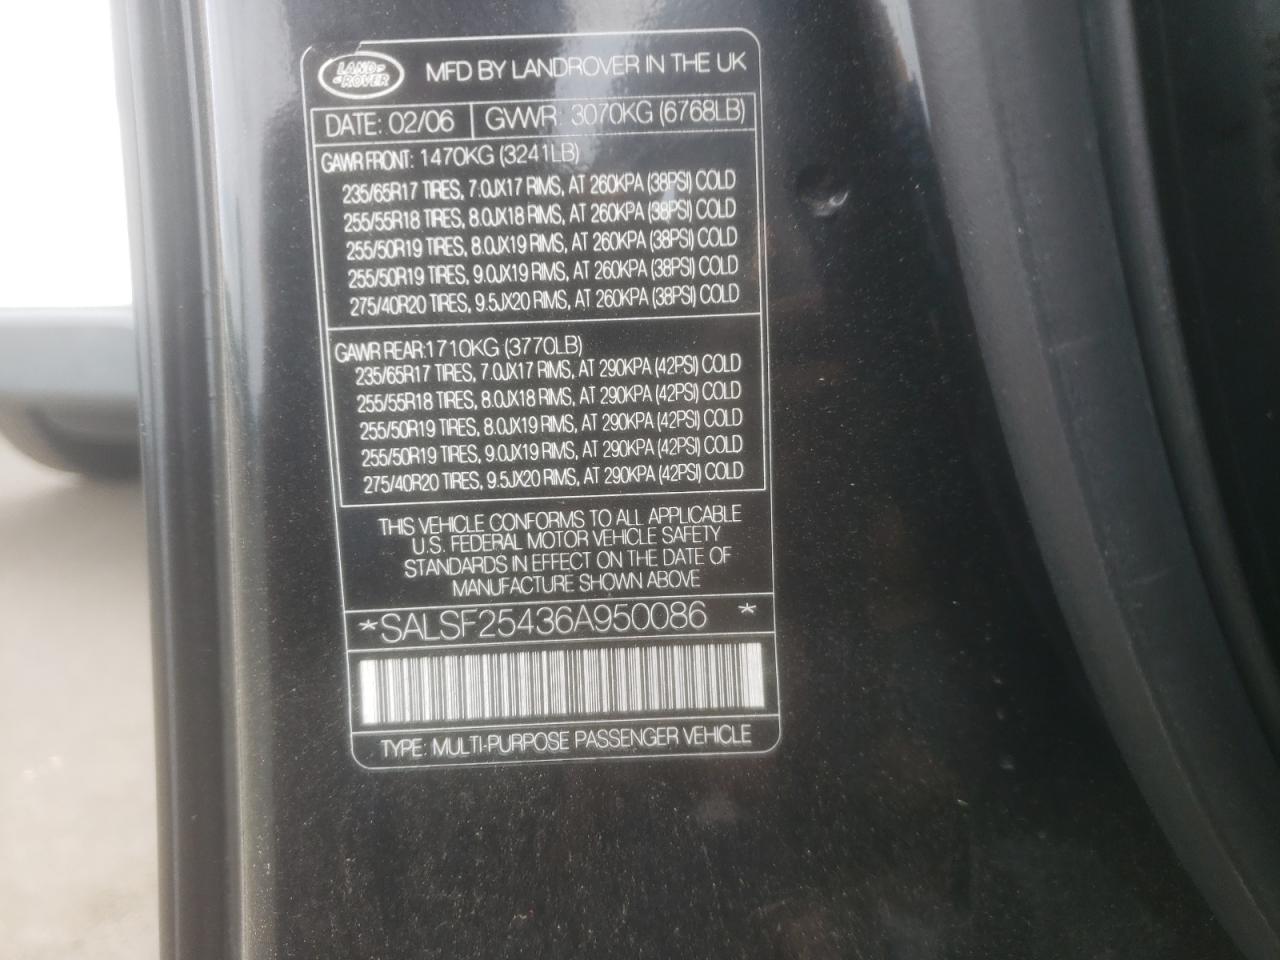 LAND-
-ROVER
MFD BY LANDROVER IN THE UK
DATE: 02/06 GVWR: 3070KG (6768LB)
GAWR FRONT: 1470KG (3241LB)
235/65R17 TIRES, 7.0JX17 RIMS, AT 260KPA (38PSI) COLD
255/55R18 TIRES, 8.0JX18 RIMS, AT 260KPA (38PSI) COLD
255/50R19 TIRES, 8.0JX19 RIMS, AT 260KPA (38PSI) COLD
255/50R19 TIRES, 9.0JX19 RIMS, AT 260KPA (38PSI) COLD
275/40R20 TIRES, 9.5JX20 RIMS, AT 260KPA (38PSI) COLD
GAWR REAR:1710KG (3770LB)
235/65R17 TIRES, 7.0JX17 RIMS, AT 290KPA (42PSI) COLD
255/55R18 TIRES, 8.0JX18 RIMS, AT 290KPA (42PSI) COLD
255/50R19 TIRES, 8.0JX19 RIMS, AT 290KPA (42PSI) COLD
255/50R19 TIRES, 9.0JX19 RIMS, AT 290KPA (42PSI) COLD
275/40R20 TIRES, 9.5JX20 RIMS, AT 290KPA (42PSI) COLD
THIS VEHICLE CONFORMS TO ALL APPLICABLE
U.S. FEDERAL MOTOR VEHICLE SAFETY
STANDARDS IN EFFECT ON THE DATE OF
MANUFACTURE SHOWN ABOVE
*SALSF25436A950086 *
TYPE: MULTI-PURPOSE PASSENGER VEHICLE